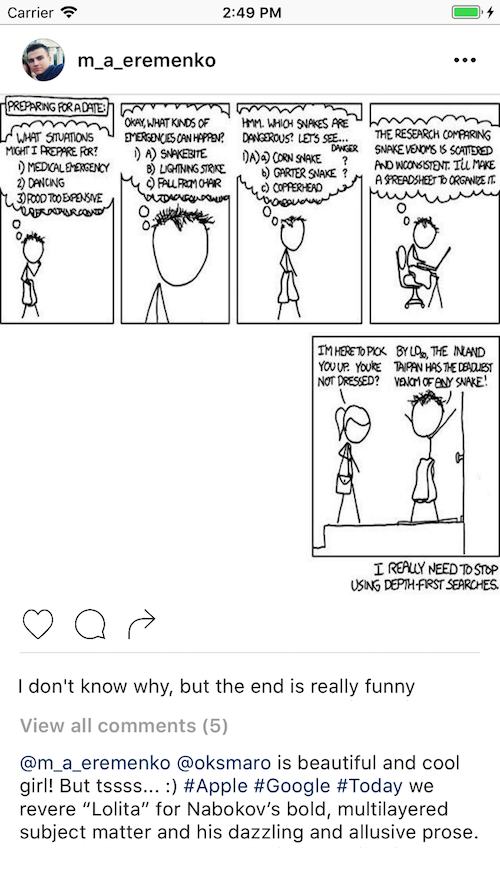 Carrier
2:49 PM
m_a_eremenko
PREPARING FOR A DATE:
WHAT SITUATIONS
MIGHT I PREPARE FOR?
1) MEDICAL EMERGENCY
2) DANCING
3) FOOD TOO EXPENSIVE
OKAY, WHAT KINDS OF
EMERGENCIES CAN HAPPEN?
1) A) SNAKEBITE
B) LIGHTNING STRIKE
C) FALL FROM CHAIR
HMM. WHICH SNAKES ARE
DANGEROUS? LET'S SEE...
DANGER
1)A)a) CORN SNAKE ?
b) GARTER SNAKE ?
c) COPPERHEAD
THE RESEARCH COMPARING
SNAKE VENOMS IS SCATTERED
AND INCONSISTENT. I'LL MAKE
A SPREADSHEET TO ORGANIZE IT.
I'M HERE TO PICK
YOU UP. YOU'RE
NOT DRESSED?
BY LD50, THE INLAND
TAIPAN HAS THE DEADLIEST
VENOM OF ANY SNAKE!
I REALLY NEED TO STOP
USING DEPTH-FIRST SEARCHES.
I don't know why, but the end is really funny
View all comments (5)
@m_a_eremenko @oksmaro is beautiful and cool
girl! But tssss... :) #Apple #Google #Today we
revere “Lolita” for Nabokov’s bold, multilayered
subject matter and his dazzling and allusive prose.